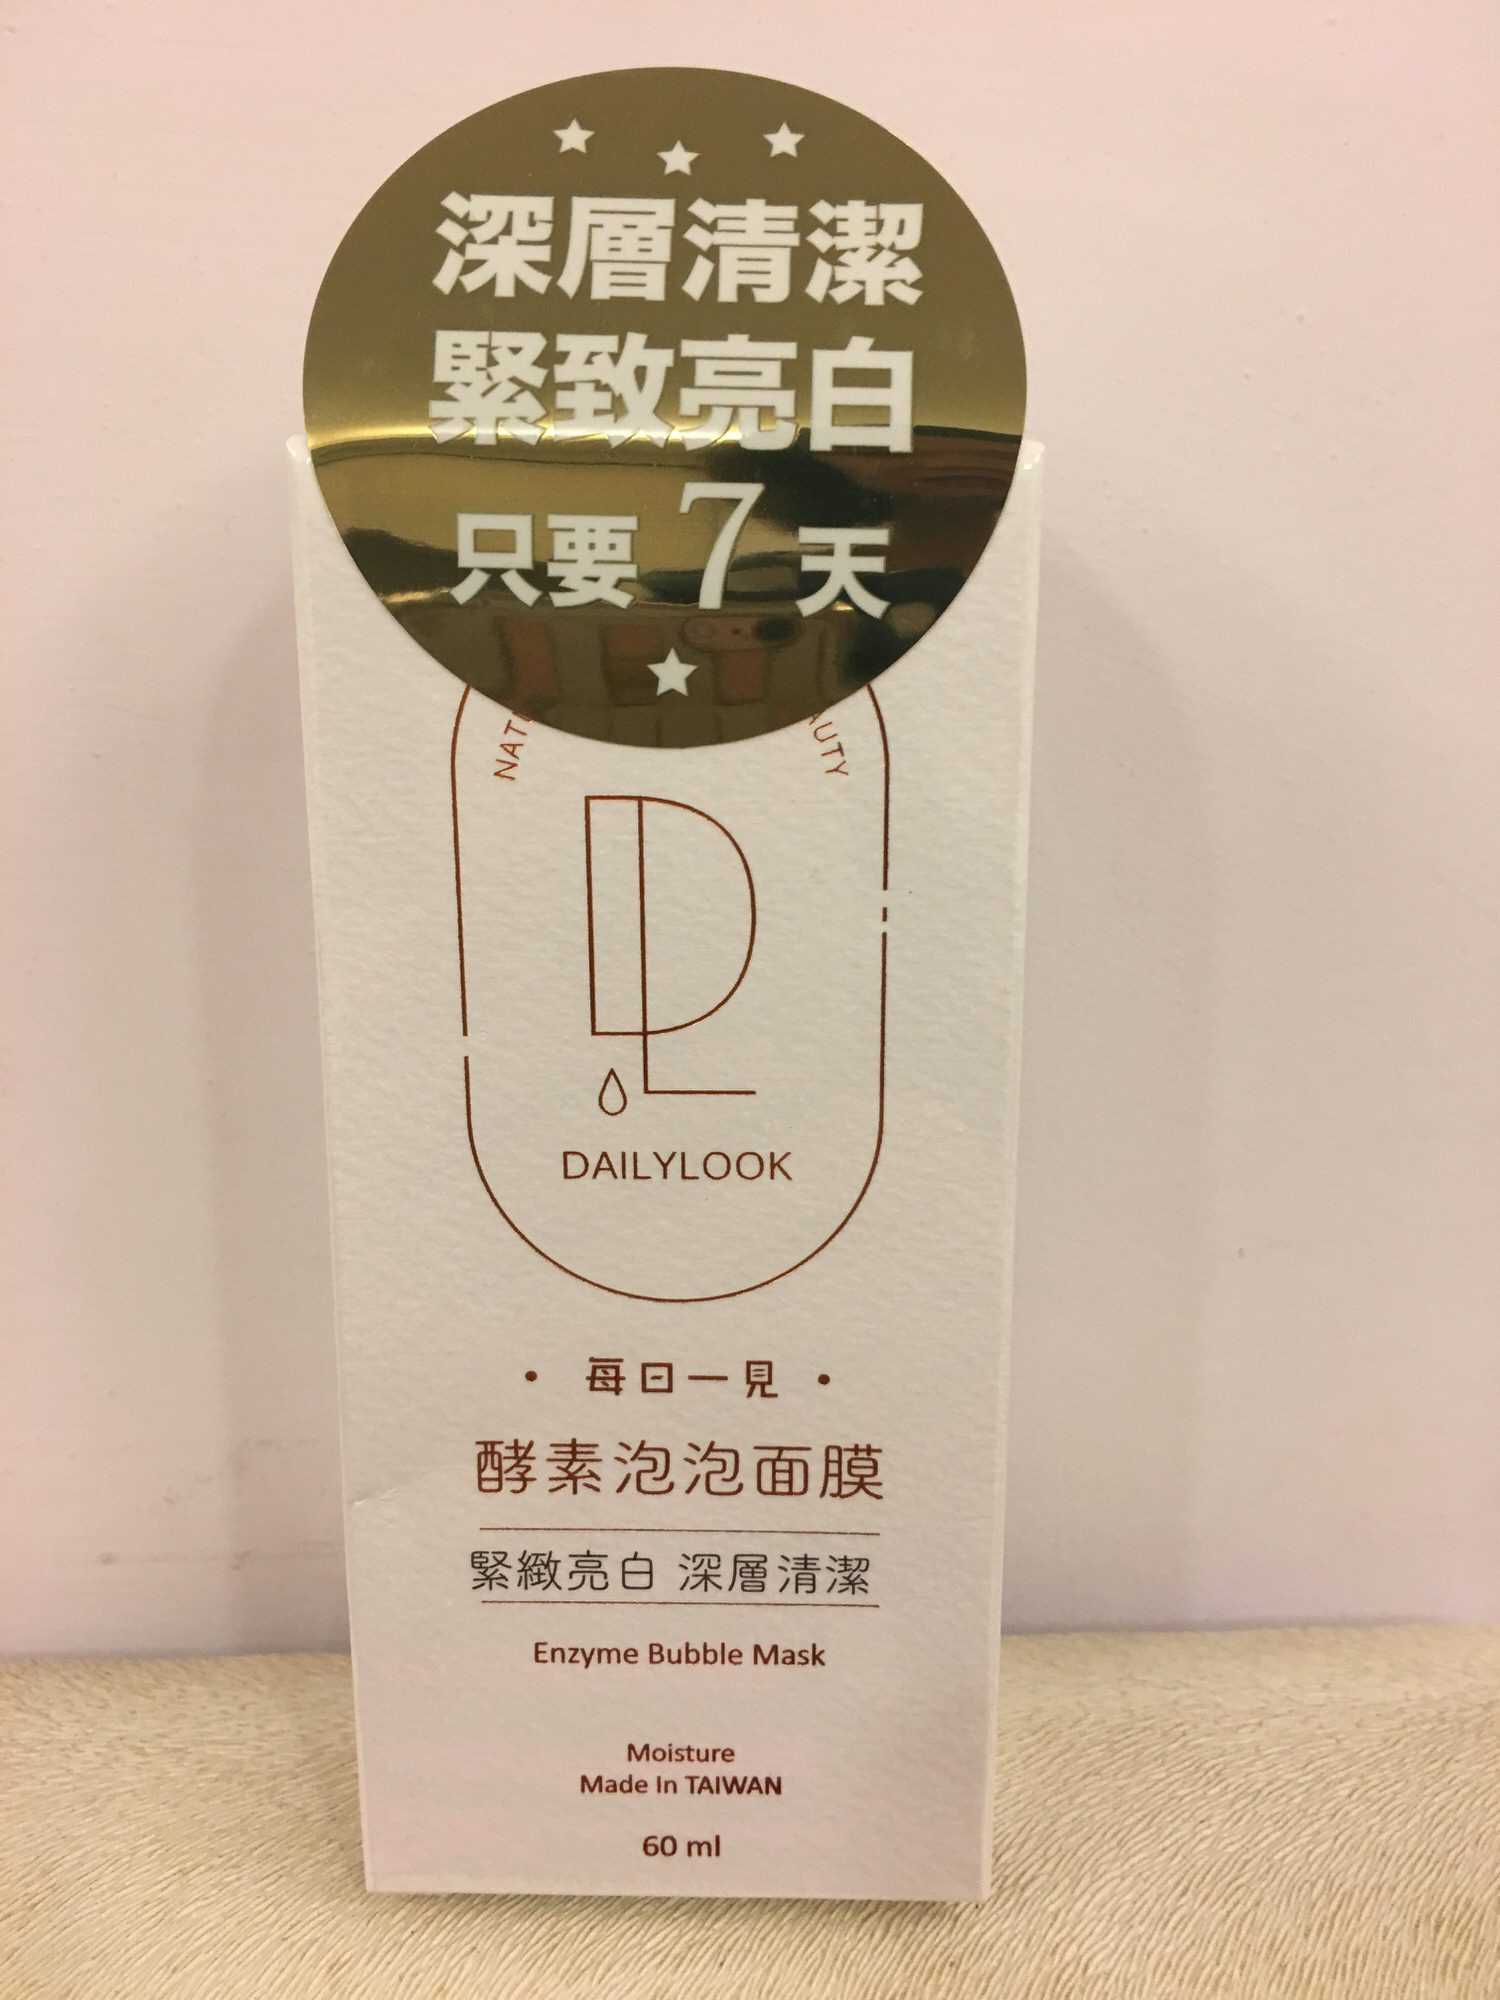 深層清潔
緊致亮白
只要7天
DAILYLOOK
• 每日一見 •
酵素泡泡面膜
緊緻亮白 深層清潔
Enzyme Bubble Mask
Moisture
Made In TAIWAN
60 ml